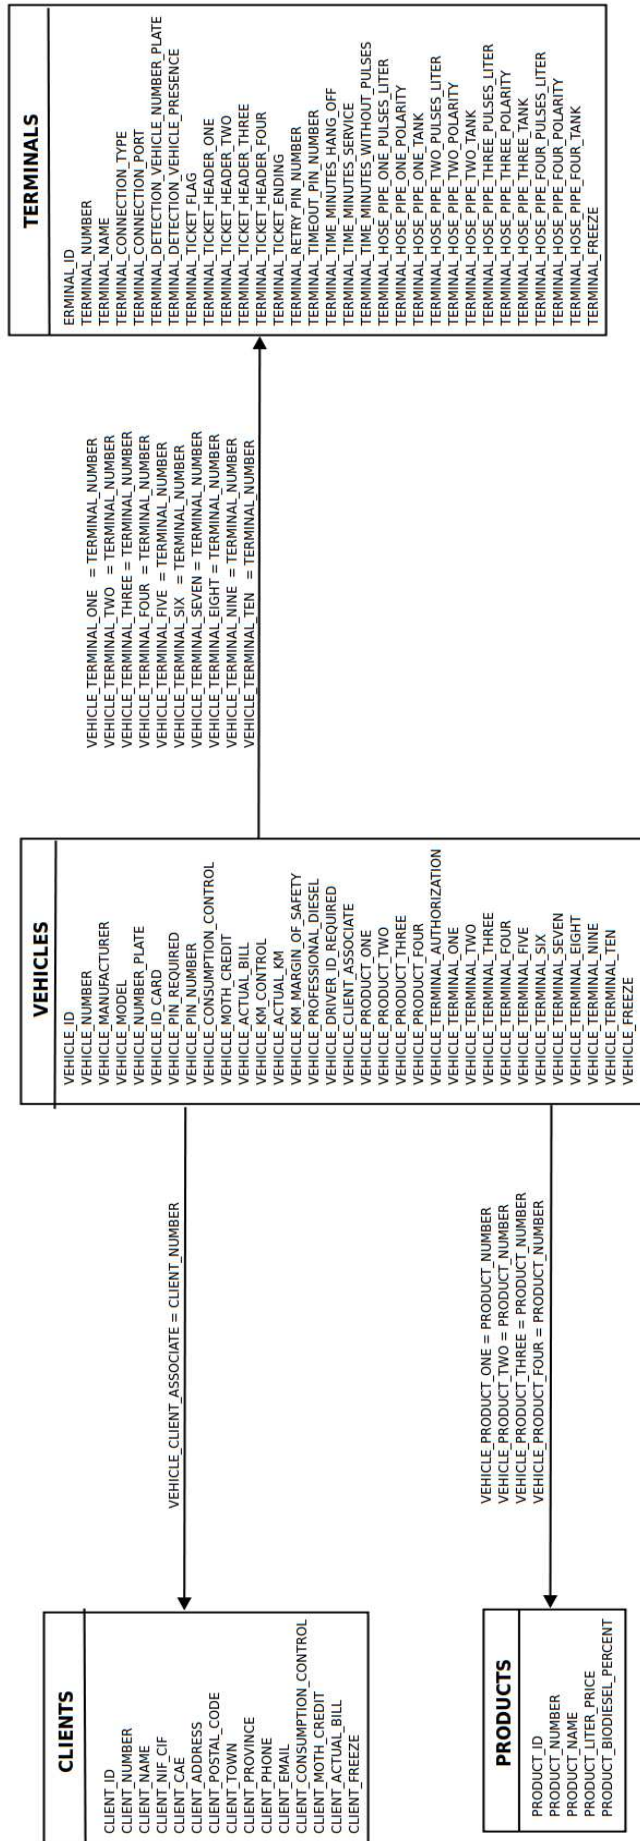 CLIENTS
CLIENT_ID
CLIENT_NUMBER
CLIENT_NAME
CLIENT_NIF_CIF
CLIENT_CAE
CLIENT_ADDRESS
CLIENT_POSTAL_CODE
CLIENT_TOWN
CLIENT_PROVINCE
CLIENT_PHONE
CLIENT_EMAIL
CLIENT_CONSUMPTION_CONTROL
CLIENT_MOTH_CREDIT
CLIENT_ACTUAL_BILL
CLIENT_FREEZE
VEHICLE_CLIENT_ASSOCIATE = CLIENT_NUMBER
PRODUCTS
PRODUCT_ID
PRODUCT_NUMBER
PRODUCT_NAME
PRODUCT_LITER_PRICE
PRODUCT_BIODIESEL_PERCENT
VEHICLE_PRODUCT_ONE = PRODUCT_NUMBER
VEHICLE_PRODUCT_TWO = PRODUCT_NUMBER
VEHICLE_PRODUCT_THREE = PRODUCT_NUMBER
VEHICLE_PRODUCT_FOUR = PRODUCT_NUMBER
VEHICLES
VEHICLE_ID
VEHICLE_NUMBER
VEHICLE_MANUFACTURER
VEHICLE_MODEL
VEHICLE_NUMBER_PLATE
VEHICLE_ID_CARD
VEHICLE_PIN_REQUIRED
VEHICLE_PIN_NUMBER
VEHICLE_CONSUMPTION_CONTROL
VEHICLE_MOTH_CREDIT
VEHICLE_ACTUAL_BILL
VEHICLE_KM_CONTROL
VEHICLE_ACTUAL_KM
VEHICLE_KM_MARGIN_OF_SAFETY
VEHICLE_PROFESSIONAL_DIESEL
VEHICLE_DRIVER_ID_REQUIRED
VEHICLE_CLIENT_ASSOCIATE
VEHICLE_PRODUCT_ONE
VEHICLE_PRODUCT_TWO
VEHICLE_PRODUCT_THREE
VEHICLE_PRODUCT_FOUR
VEHICLE_TERMINAL_AUTHORIZATION
VEHICLE_TERMINAL_ONE
VEHICLE_TERMINAL_TWO
VEHICLE_TERMINAL_THREE
VEHICLE_TERMINAL_FOUR
VEHICLE_TERMINAL_FIVE
VEHICLE_TERMINAL_SIX
VEHICLE_TERMINAL_SEVEN
VEHICLE_TERMINAL_EIGHT
VEHICLE_TERMINAL_NINE
VEHICLE_TERMINAL_TEN
VEHICLE_FREEZE
VEHICLE_TERMINAL_ONE = TERMINAL_NUMBER
VEHICLE_TERMINAL_TWO = TERMINAL_NUMBER
VEHICLE_TERMINAL_THREE = TERMINAL_NUMBER
VEHICLE_TERMINAL_FOUR = TERMINAL_NUMBER
VEHICLE_TERMINAL_FIVE = TERMINAL_NUMBER
VEHICLE_TERMINAL_SIX = TERMINAL_NUMBER
VEHICLE_TERMINAL_SEVEN = TERMINAL_NUMBER
VEHICLE_TERMINAL_EIGHT = TERMINAL_NUMBER
VEHICLE_TERMINAL_NINE = TERMINAL_NUMBER
VEHICLE_TERMINAL_TEN = TERMINAL_NUMBER
TERMINALS
ERMINAL_ID
TERMINAL_NUMBER
TERMINAL_NAME
TERMINAL_CONNECTION_TYPE
TERMINAL_CONNECTION_PORT
TERMINAL_DETECTION_VEHICLE_NUMBER_PLATE
TERMINAL_DETECTION_VEHICLE_PRESENCE
TERMINAL_TICKET_FLAG
TERMINAL_TICKET_HEADER_ONE
TERMINAL_TICKET_HEADER_TWO
TERMINAL_TICKET_HEADER_THREE
TERMINAL_TICKET_HEADER_FOUR
TERMINAL_TICKET_ENDING
TERMINAL_RETRY_PIN_NUMBER
TERMINAL_TIMEOUT_PIN_NUMBER
TERMINAL_TIME_MINUTES_HANG_OFF
TERMINAL_TIME_MINUTES_SERVICE
TERMINAL_TIME_MINUTES_WITHOUT_PULSES
TERMINAL_HOSE_PIPE_ONE_PULSES_LITER
TERMINAL_HOSE_PIPE_ONE_POLARITY
TERMINAL_HOSE_PIPE_ONE_TANK
TERMINAL_HOSE_PIPE_TWO_PULSES_LITER
TERMINAL_HOSE_PIPE_TWO_POLARITY
TERMINAL_HOSE_PIPE_TWO_TANK
TERMINAL_HOSE_PIPE_THREE_PULSES_LITER
TERMINAL_HOSE_PIPE_THREE_POLARITY
TERMINAL_HOSE_PIPE_THREE_TANK
TERMINAL_HOSE_PIPE_FOUR_PULSES_LITER
TERMINAL_HOSE_PIPE_FOUR_POLARITY
TERMINAL_HOSE_PIPE_FOUR_TANK
TERMINAL_FREEZE